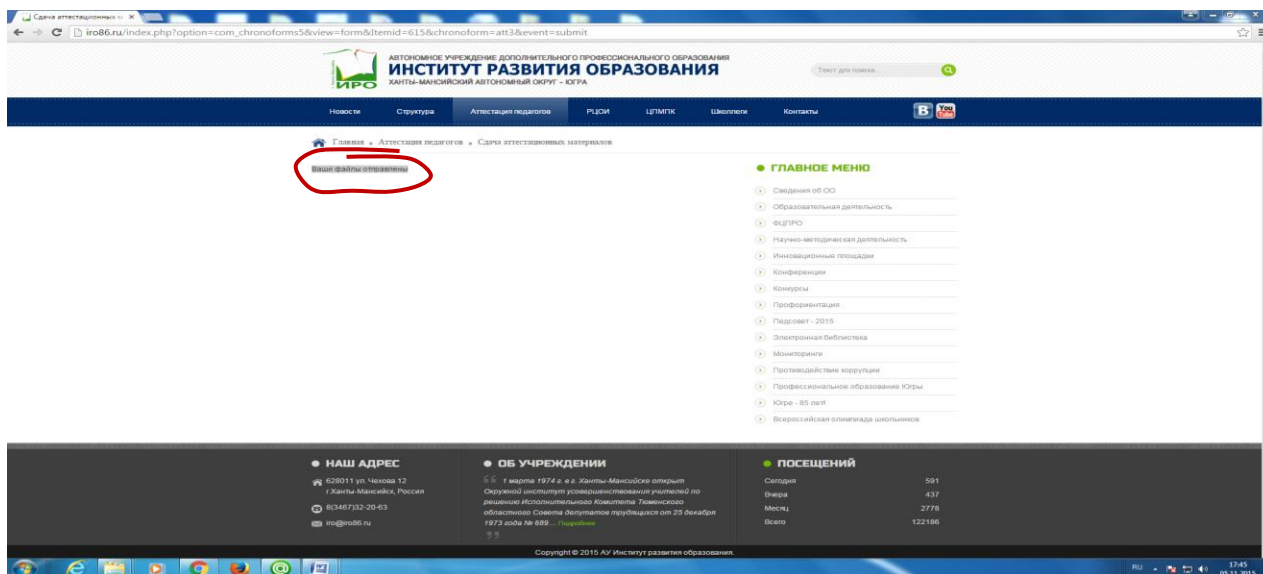 Сдача аттестационных
iro86.ru/index.php?option=com_chronoforms5&view=form&Itemid=615&chronoform=att3&event=submit
ИРО
АВТОНОМНОЕ УЧРЕЖДЕНИЕ ДОПОЛНИТЕЛЬНОГО ПРОФЕССИОНАЛЬНОГО ОБРАЗОВАНИЯ
ИНСТИТУТ РАЗВИТИЯ ОБРАЗОВАНИЯ
ХАНТЫ-МАНСИЙСКИЙ АВТОНОМНЫЙ ОКРУГ – ЮГРА
Текст для поиска...
Новости Структура Аттестация педагогов РЦОИ ЦПМПК Школлеги Контакты B You Tube
Главная Аттестация педагогов Сдача аттестационных материалов
Ваши файлы отправлены
ГЛАВНОЕ МЕНЮ
Сведения об ОО
Образовательная деятельность
ФЦПРО
Научно-методическая деятельность
Инновационные площадки
Конференции
Конкурсы
Профориентация
Педсовет - 2015
Электронная библиотека
Мониторинги
Противодействие коррупции
Профессиональное образование Югры
Югре - 85 лет!
Всероссийская олимпиада школьников
НАШ АДРЕС
628011 ул. Чехова 12
г.Ханты-Мансийск, Россия
8(3467)32-20-63
iro@iro86.ru
ОБ УЧРЕЖДЕНИИ
1 марта 1974 г. в г. Ханты-Мансийске открыт
Окружной институт усовершенствования учителей по
решению Исполнительного Комитета Тюменского
областного Совета депутатов трудящихся от 25 декабря
1973 года № 689... Подробнее
ПОСЕЩЕНИЙ
Сегодня 591
Вчера 437
Месяц 2778
Всего 122186
Copyright © 2015 АУ Институт развития образования.
RU 17:45
05.11.2015